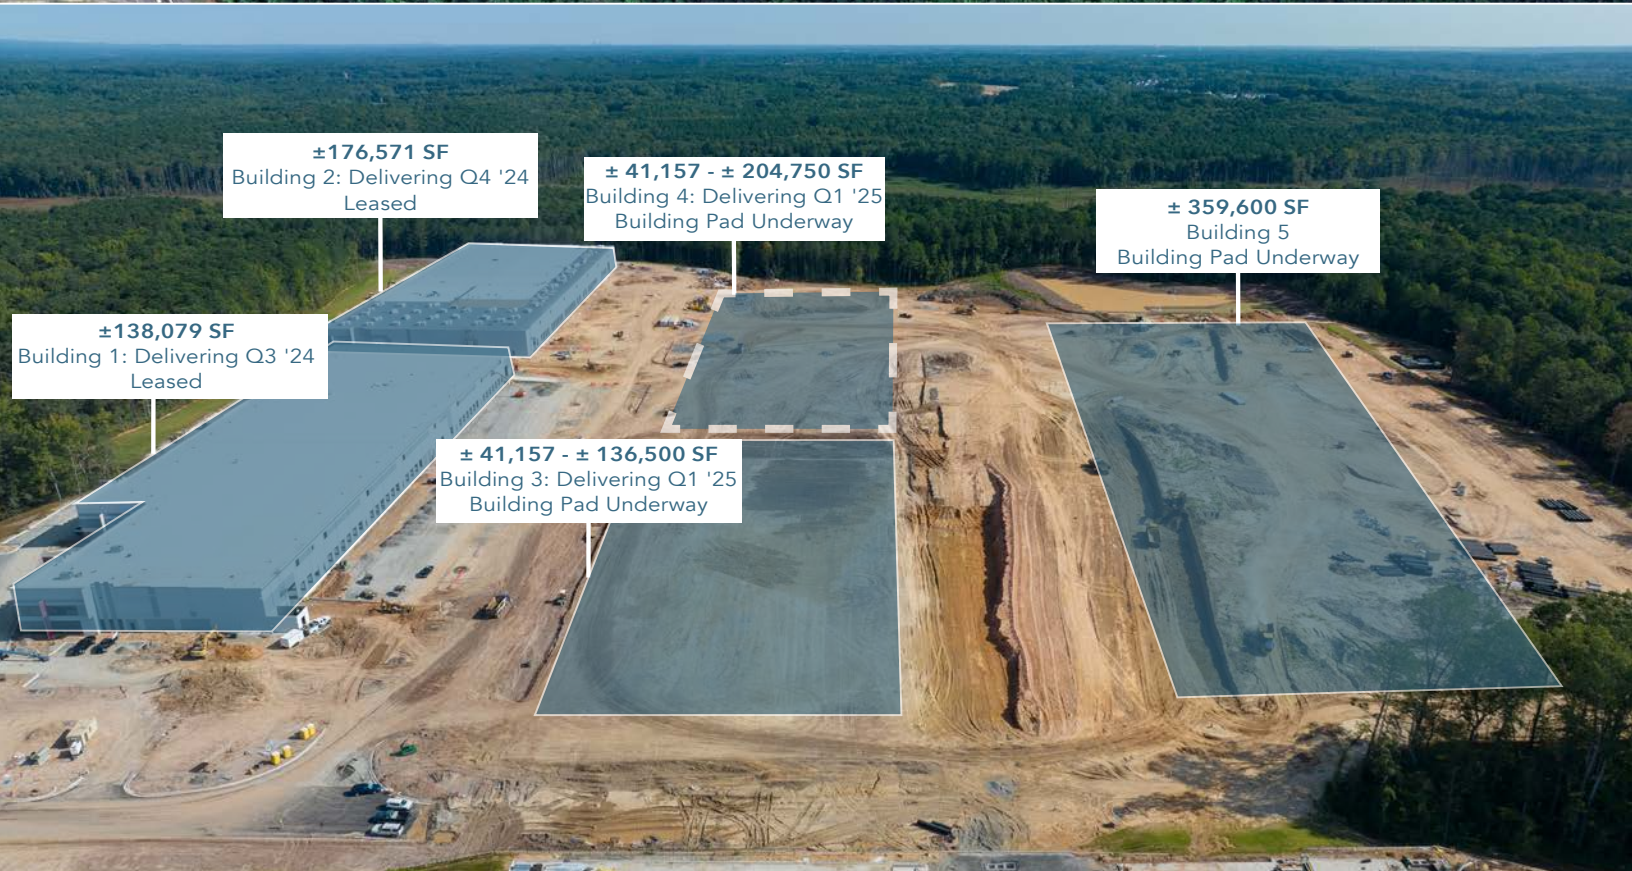 ±176,571 SF
Building 2: Delivering Q4 '24
Leased
± 41,157 - ± 204,750 SF
Building 4: Delivering Q1 '25
Building Pad Underway
± 359,600 SF
Building 5
Building Pad Underway
±138,079 SF
Building 1: Delivering Q3 '24
Leased
± 41,157 - ± 136,500 SF
Building 3: Delivering Q1 '25
Building Pad Underway